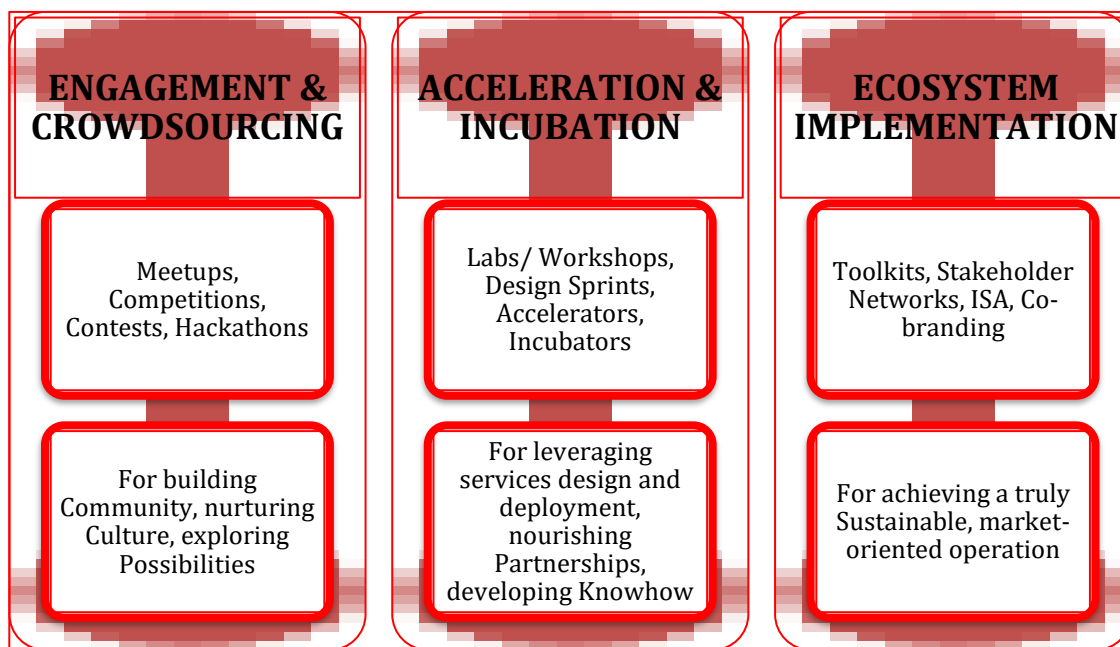 ENGAGEMENT &
CROWDSOURCING
Meetups,
Competitions,
Contests, Hackathons
For building
Community, nurturing
Culture, exploring
Possibilities
ACCELERATION &
INCUBATION
Labs/ Workshops,
Design Sprints,
Accelerators,
Incubators
For leveraging
services design and
deployment,
nourishing
Partnerships,
developing Knowhow
ECOSYSTEM
IMPLEMENTATION
Toolkits, Stakeholder
Networks, ISA, Co-
branding
For achieving a truly
Sustainable, market-
oriented operation